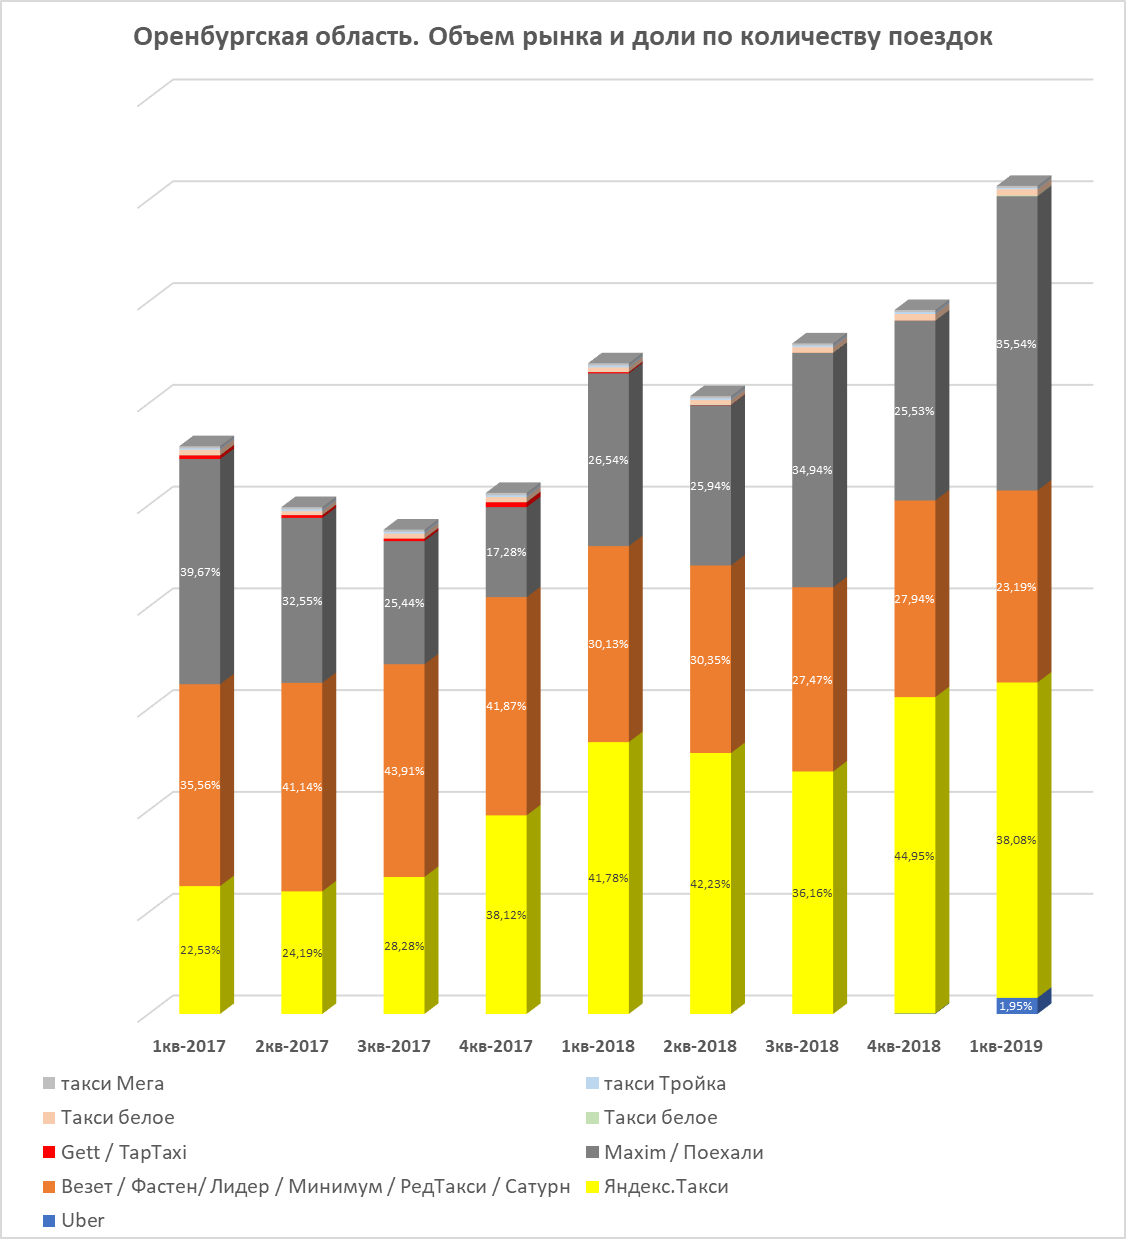 Оренбургская область. Объем рынка и доли по количеству поездок
35,54%
25,53%
26,54%
34,94%
25,94%
17,28%
39,67%
32,55%
25,44%
23,19%
27,94%
30,13%
30,35%
27,47%
41,87%
43,91%
35,56%
41,14%
38,08%
44,95%
41,78%
42,23%
36,16%
38,12%
22,53%
24,19%
28,28%
1,95%
1кв-2017 2кв-2017 3кв-2017 4кв-2017 1кв-2018 2кв-2018 3кв-2018 4кв-2018 1кв-2019
такси Мега
такси Тройка
Такси белое
Такси белое
Gett / TapTaxi
Maxim / Поехали
Везет / Фастен/ Лидер / Минимум / РедТакси / Сатурн
Яндекс.Такси
Uber